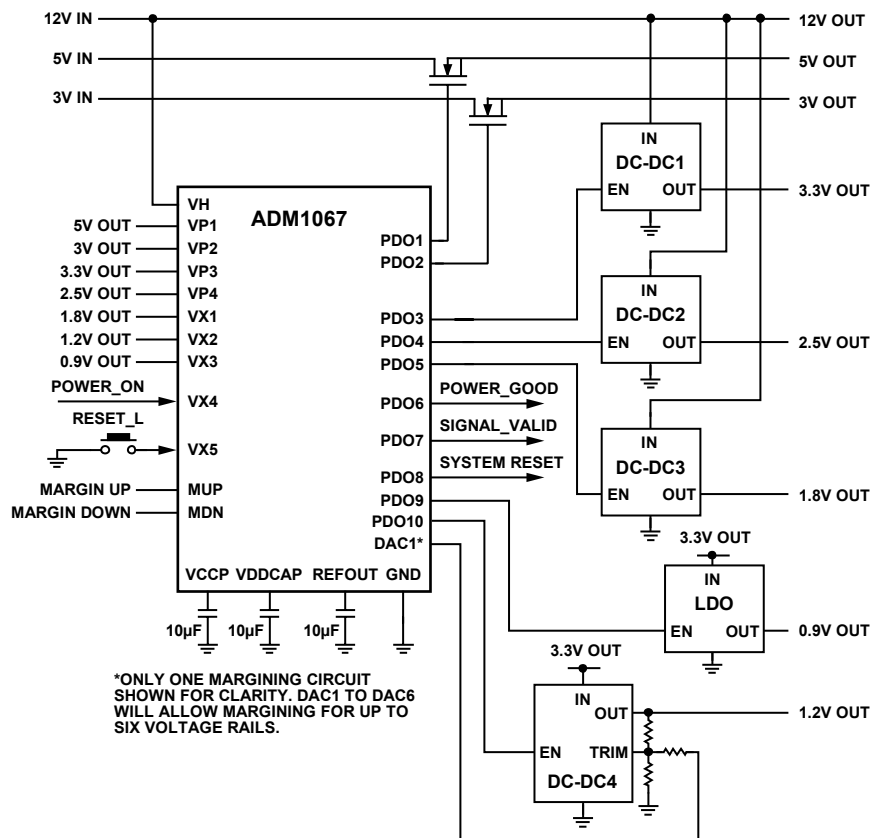 12V IN
12V OUT
5V IN
5V OUT
3V IN
3V OUT
IN
DC-DC1
EN OUT
3.3V OUT
ADM1067
VH
5V OUT VP1
3V OUT VP2
3.3V OUT VP3
2.5V OUT VP4
1.8V OUT VX1
1.2V OUT VX2
0.9V OUT VX3
POWER_ON
VX4
RESET_L
VX5
MARGIN UP MUP
MARGIN DOWN MDN
PDO1
PDO2
PDO3
PDO4
PDO5
PDO6
POWER_GOOD
PDO7
SIGNAL_VALID
PDO8
SYSTEM RESET
PDO9
PDO10
DAC1*
VCCP VDDCAP REFOUT GND
10µF 10µF 10µF
IN
DC-DC2
EN OUT
2.5V OUT
IN
DC-DC3
EN OUT
1.8V OUT
3.3V OUT
IN
LDO
EN OUT
0.9V OUT
3.3V OUT
IN
OUT
1.2V OUT
EN TRIM
DC-DC4
*ONLY ONE MARGINING CIRCUIT
SHOWN FOR CLARITY. DAC1 TO DAC6
WILL ALLOW MARGINING FOR UP TO
SIX VOLTAGE RAILS.